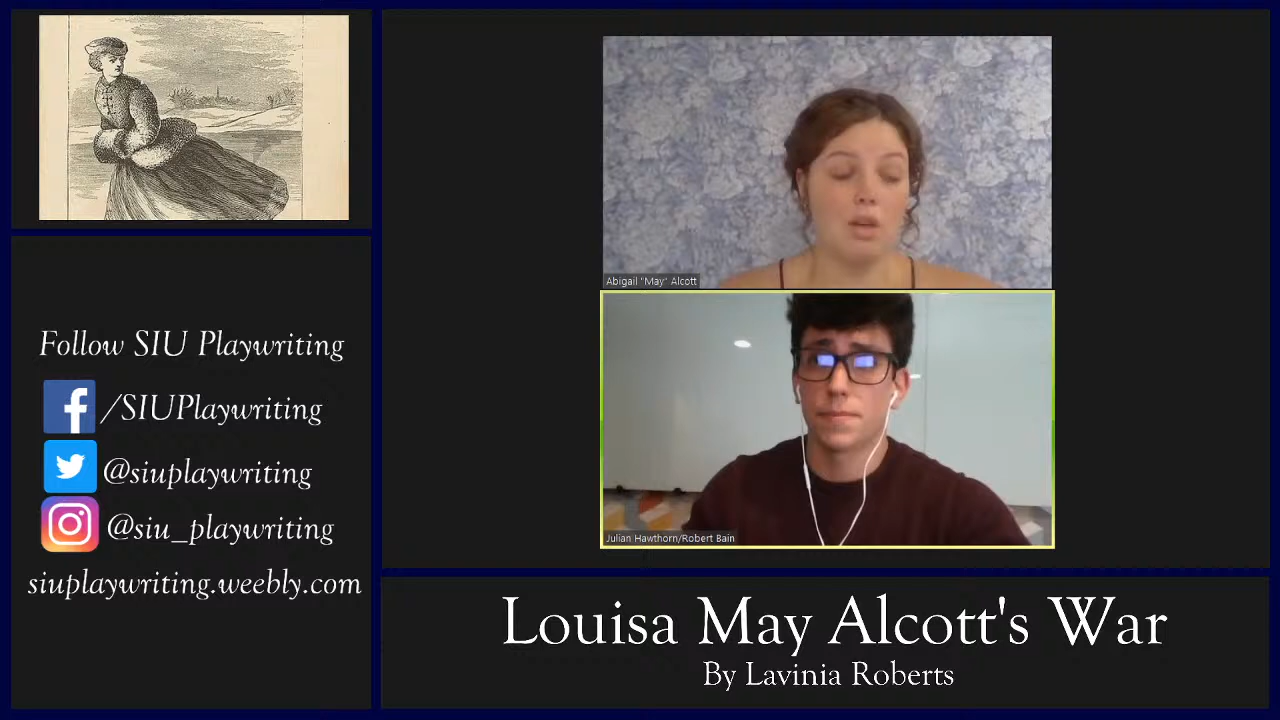 Follow SIU Playwriting
/SIUPlaywriting
@siuplaywriting
@siu_playwriting
siuplaywriting.weebly.com
Abigail "May" Alcott
Julian Hawthorn/Robert Bain
Louisa May Alcott's War
By Lavinia Roberts